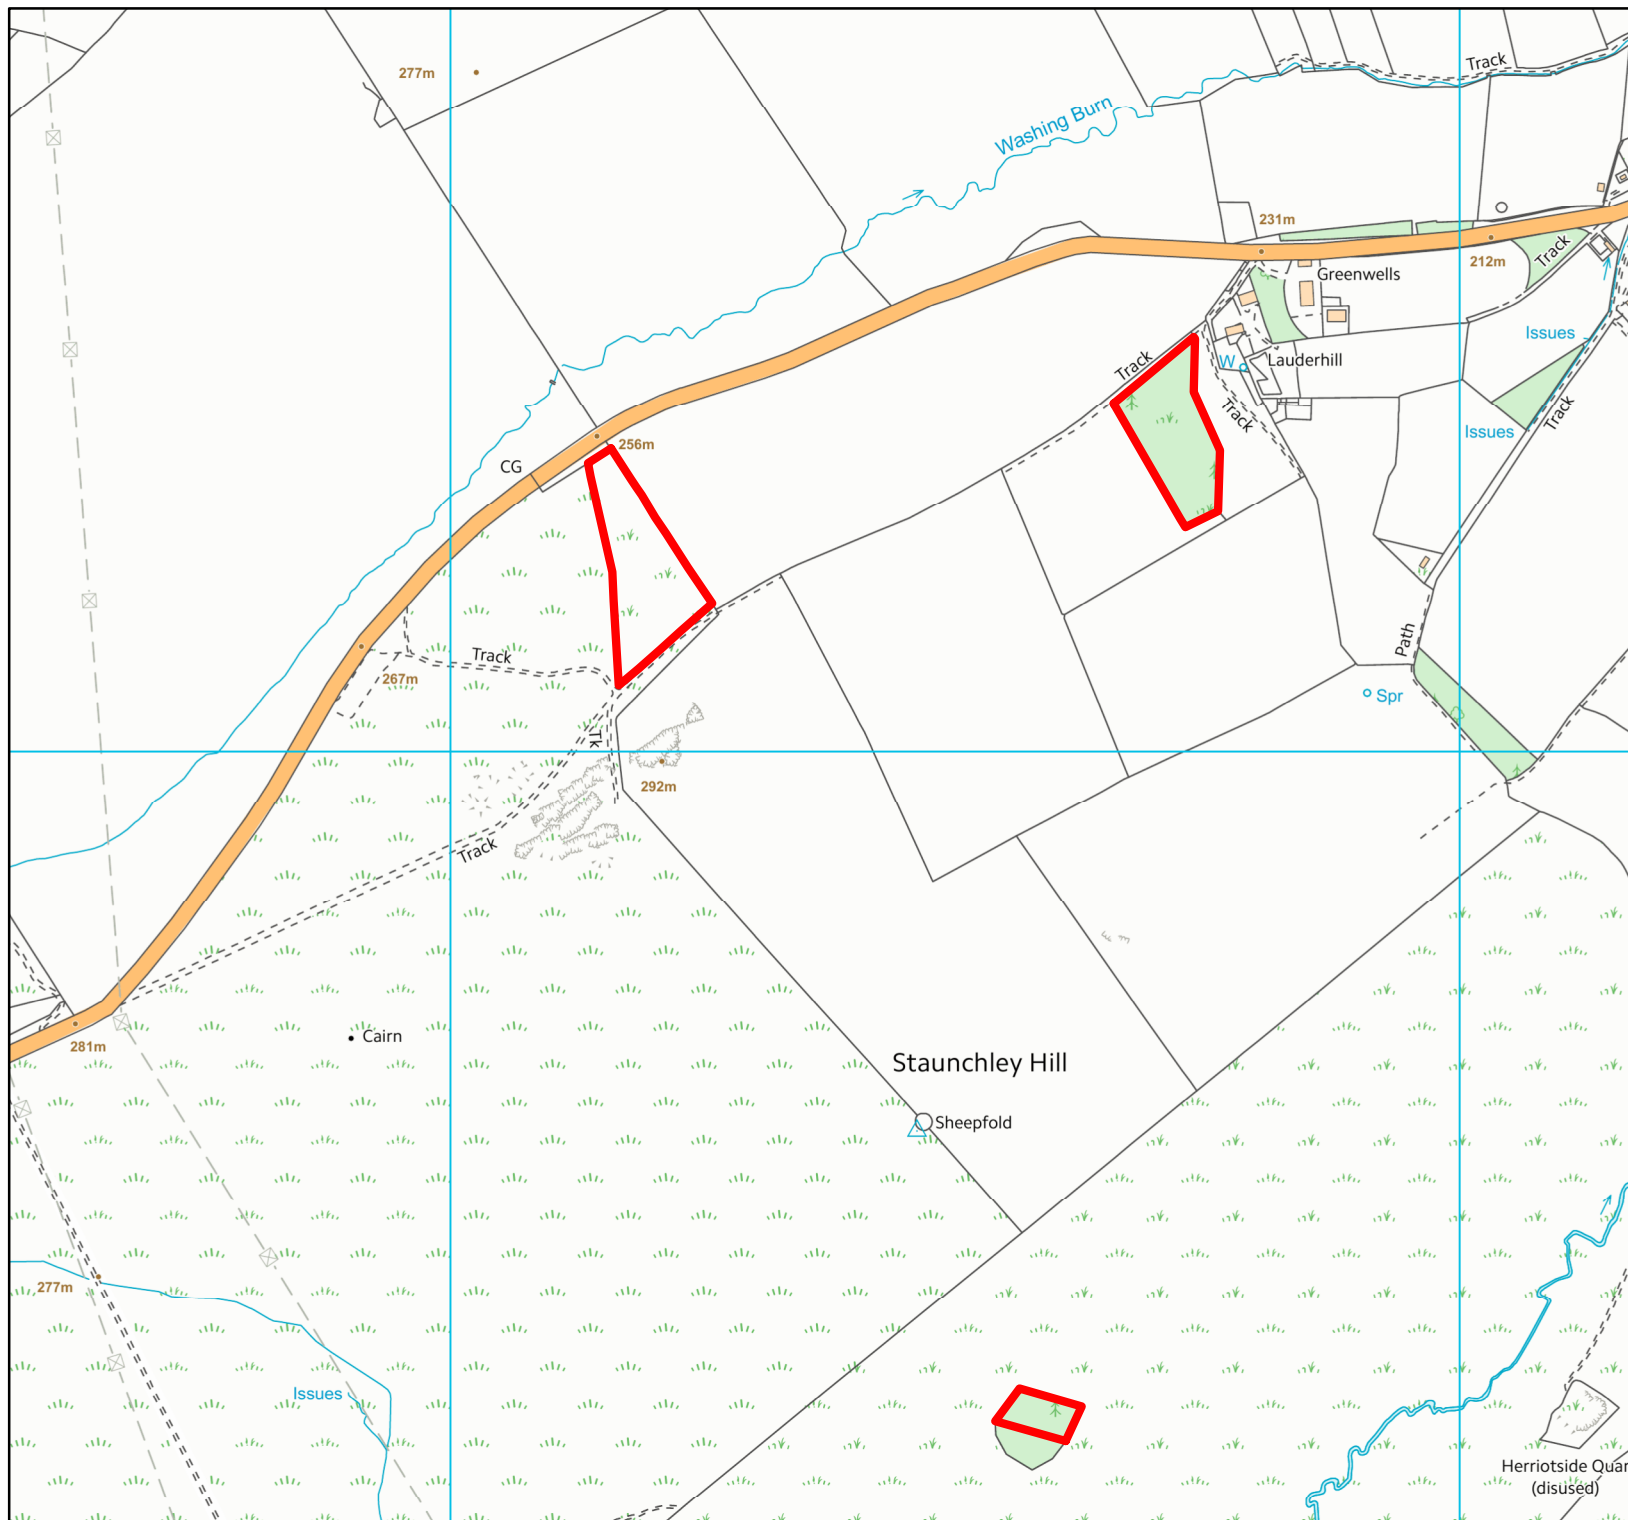 277m
Track
Washing Burn
231m
Track
212m
Greenwells
Issues
Track
W
Lauderhill
256m
Track
Track
Issues
CG
Track
267m
Path
Spr
Tk
292m
Track
Cairn
281m
Staunchley Hill
Sheepfold
277m
Issues
Herriotside Quar
(disused)